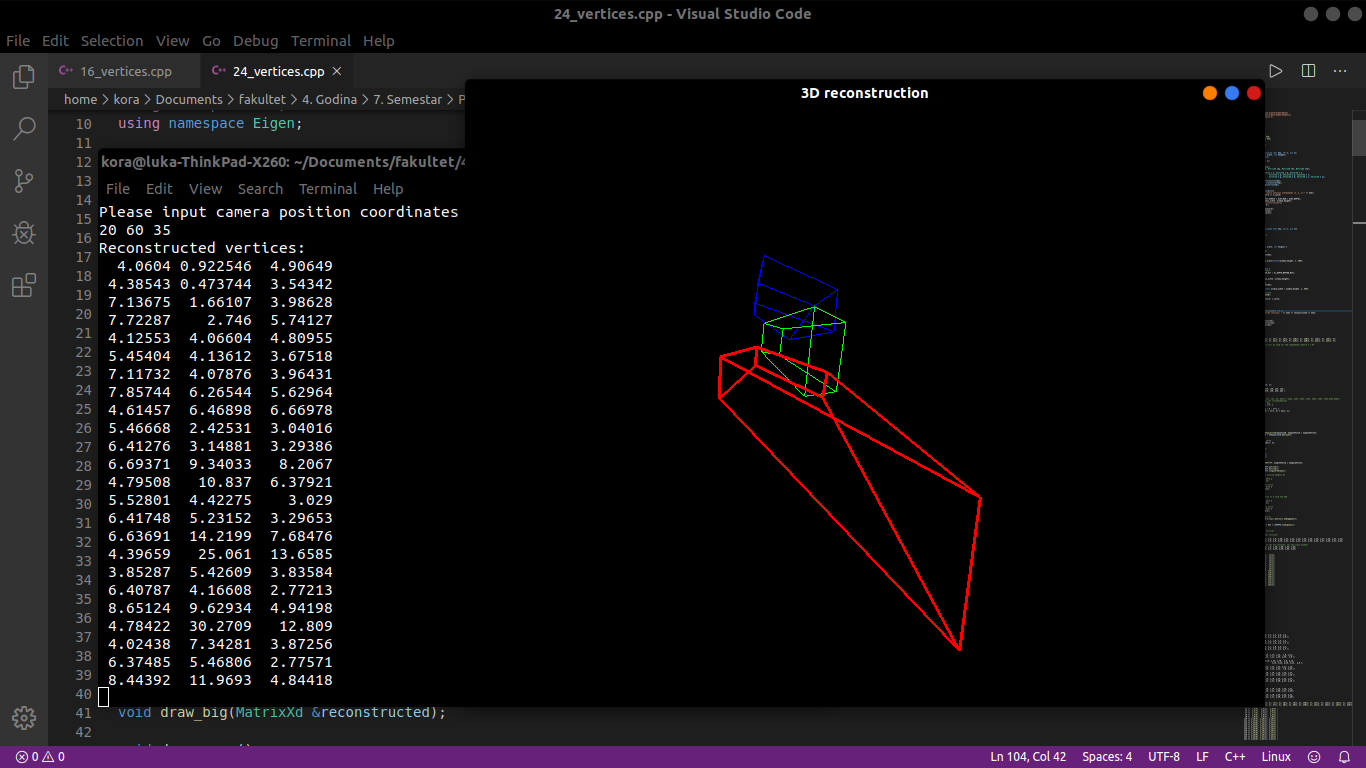 24_vertices.cpp - Visual Studio Code
File Edit Selection View Go Debug Terminal Help
C++ 16_vertices.cpp C++ 24_vertices.cpp ×
home > kora > Documents > fakultet > 4. Godina > 7. Semestar > P
3D reconstruction
10 using namespace Eigen;
11
12 kora@luka-ThinkPad-X260: ~/Documents/fakultet/4
13
14 File Edit View Search Terminal Help
15 Please input camera position coordinates
16 20 60 35
17 Reconstructed vertices:
4.0604 0.922546 4.90649
18 4.38543 0.473744 3.54342
19 7.13675 1.66107 3.98628
20 7.72287 2.746 5.74127
21 4.12553 4.06604 4.80955
22 5.45404 4.13612 3.67518
23 7.11732 4.07876 3.96431
24 7.85744 6.26544 5.62964
25 4.61457 6.46898 6.66978
26 5.46668 2.42531 3.04016
27 6.41276 3.14881 3.29386
28 6.69371 9.34033 8.2067
29 4.79508 10.837 6.37921
30 5.52801 4.42275 3.029
31 6.41748 5.23152 3.29653
32 6.63691 14.2199 7.68476
33 4.39659 25.061 13.6585
34 3.85287 5.42609 3.83584
35 6.40787 4.16608 2.77213
36 8.65124 9.62934 4.94198
37 4.78422 30.2709 12.809
38 4.02438 7.34281 3.87256
39 6.37485 5.46806 2.77571
8.44392 11.9693 4.84418
40
41 void draw_big(MatrixXd &reconstructed);
42
0 0 Ln 104, Col 42 Spaces: 4 UTF-8 LF C++ Linux